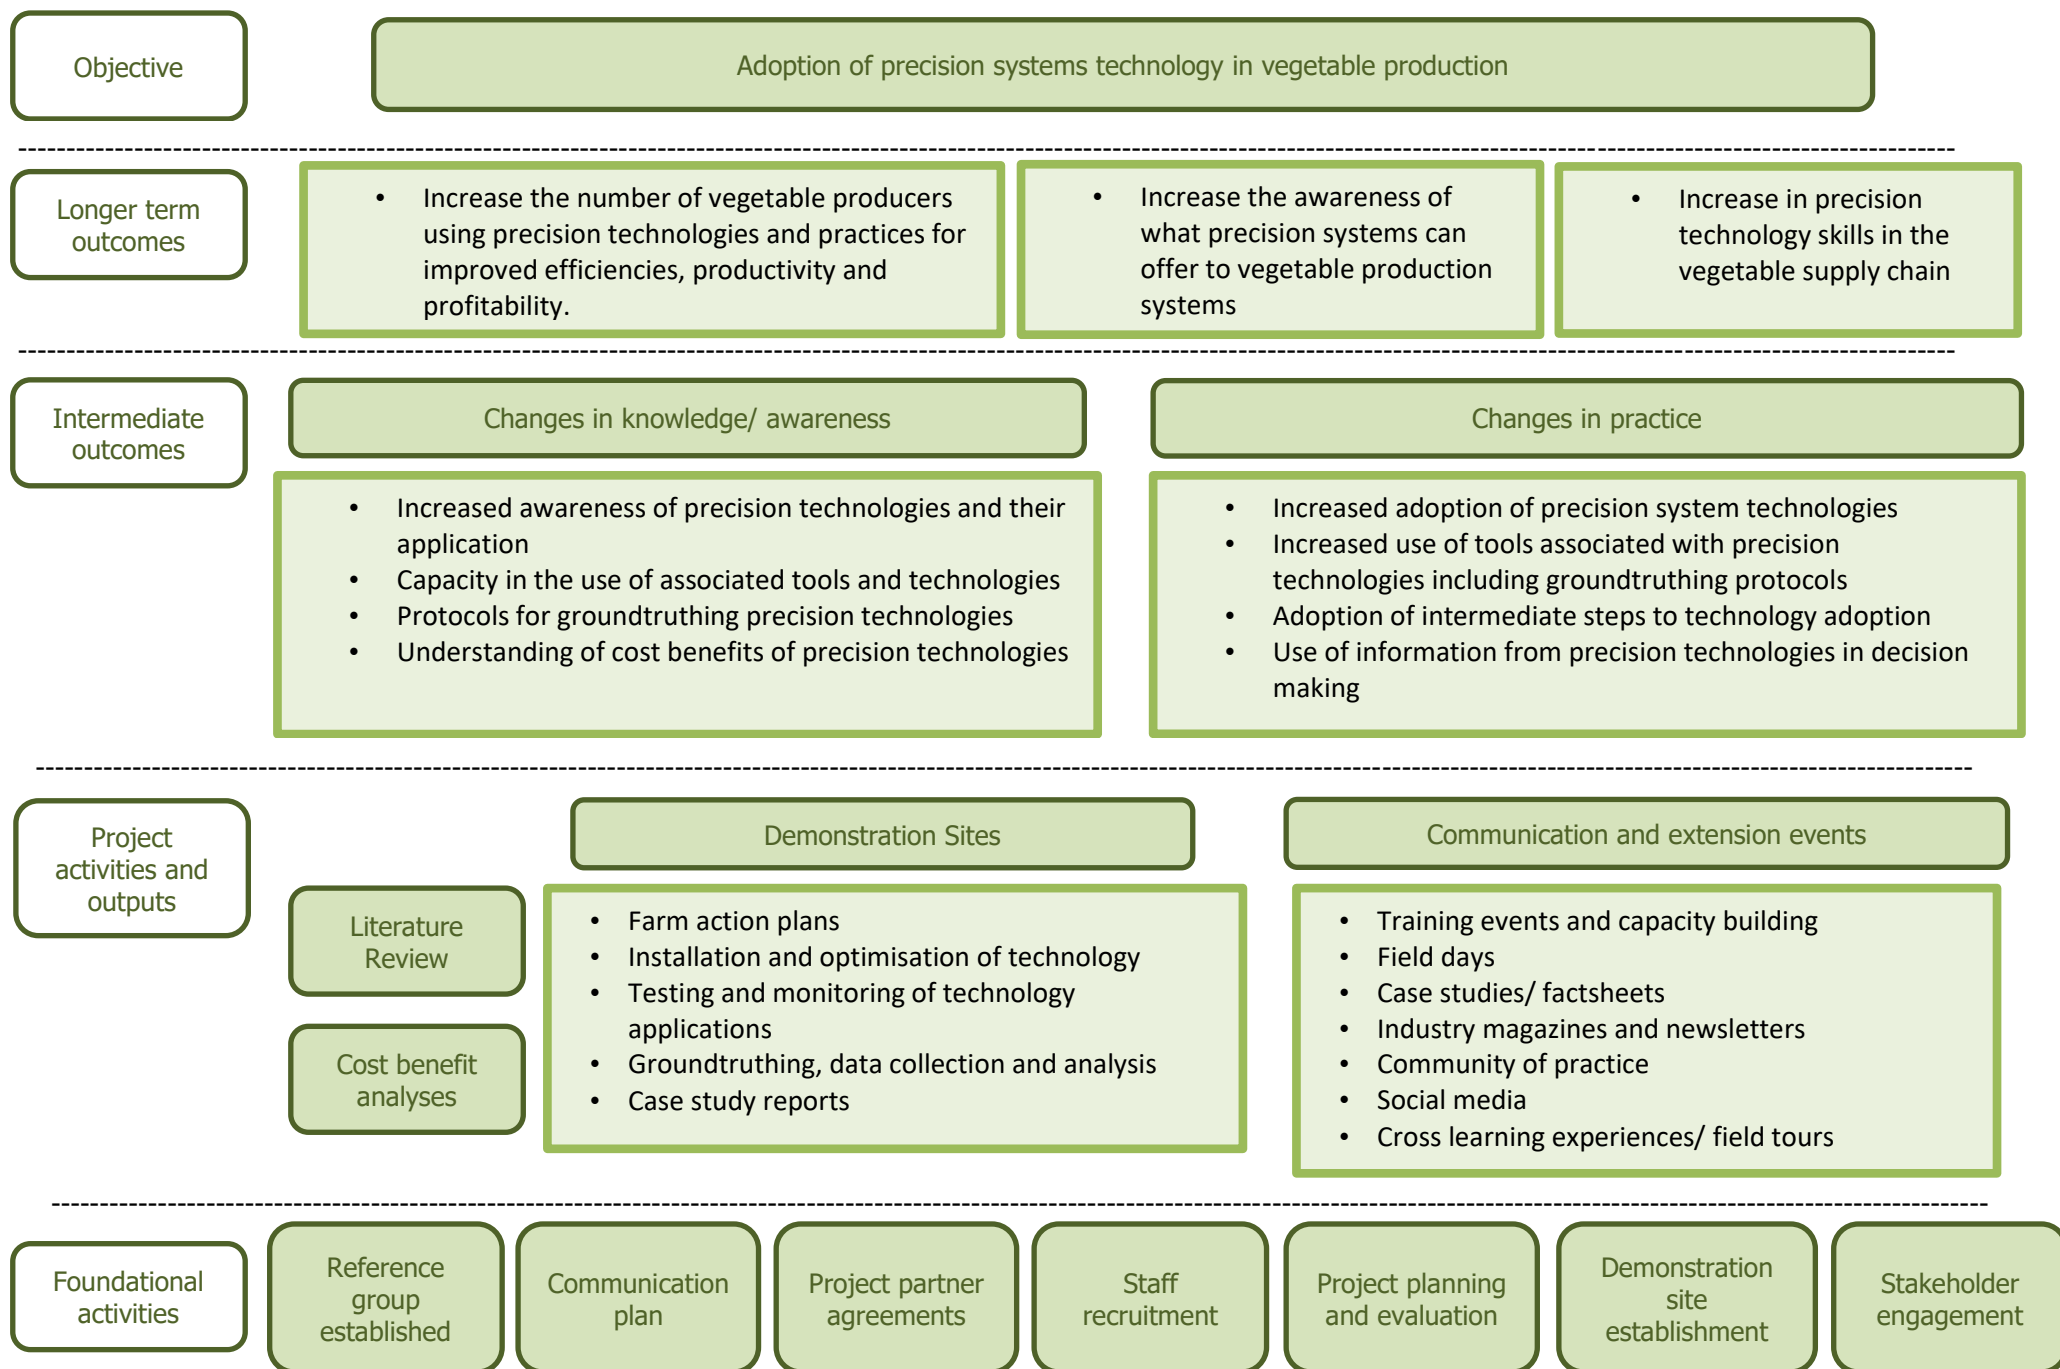 Objective
Adoption of precision systems technology in vegetable production
Longer term
outcomes
• Increase the number of vegetable producers
using precision technologies and practices for
improved efficiencies, productivity and
profitability.
• Increase the awareness of
what precision systems can
offer to vegetable production
systems
• Increase in precision
technology skills in the
vegetable supply chain
Intermediate
outcomes
Changes in knowledge/ awareness
• Increased awareness of precision technologies and their
application
• Capacity in the use of associated tools and technologies
• Protocols for groundtruthing precision technologies
• Understanding of cost benefits of precision technologies
Changes in practice
• Increased adoption of precision system technologies
• Increased use of tools associated with precision
technologies including groundtruthing protocols
• Adoption of intermediate steps to technology adoption
• Use of information from precision technologies in decision
making
Project
activities and
outputs
Literature
Review
Cost benefit
analyses
Demonstration Sites
• Farm action plans
• Installation and optimisation of technology
• Testing and monitoring of technology
applications
• Groundtruthing, data collection and analysis
• Case study reports
Communication and extension events
• Training events and capacity building
• Field days
• Case studies/ factsheets
• Industry magazines and newsletters
• Community of practice
• Social media
• Cross learning experiences/ field tours
Foundational
activities
Reference
group
established
Communication
plan
Project partner
agreements
Staff
recruitment
Project planning
and evaluation
Demonstration
site
establishment
Stakeholder
engagement